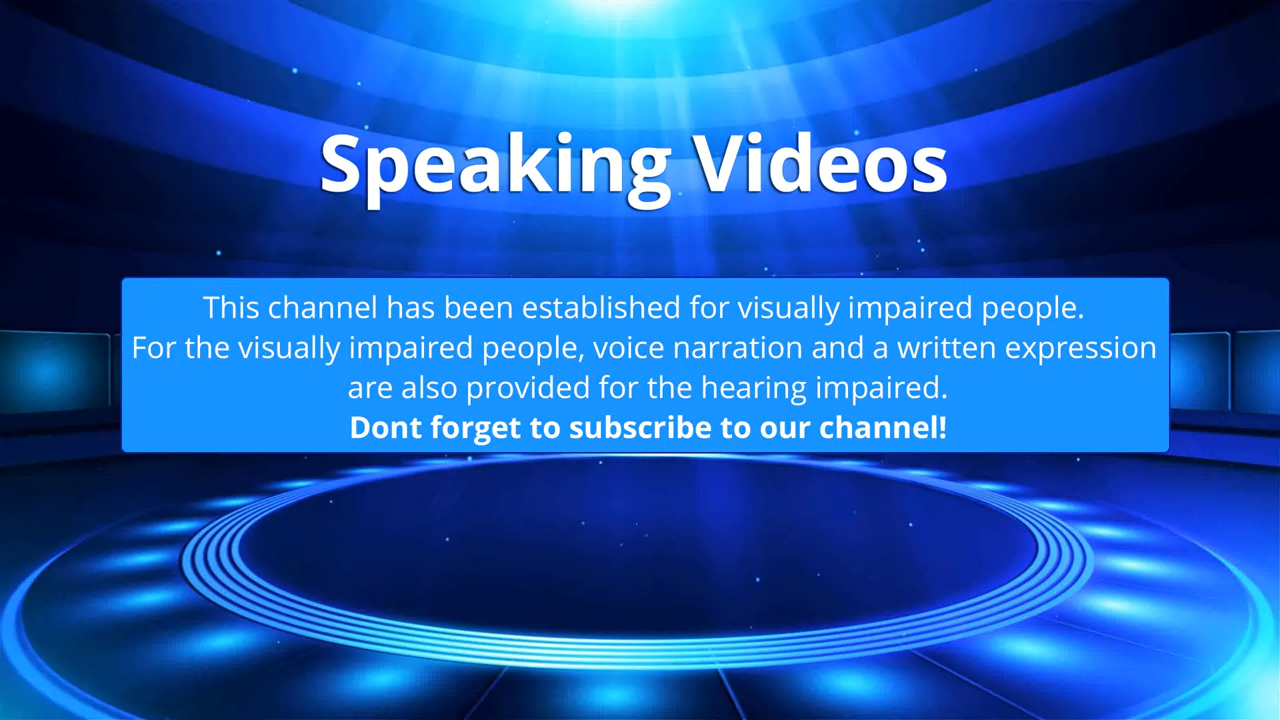 Speaking Videos
This channel has been established for visually impaired people.
For the visually impaired people, voice narration and a written expression
are also provided for the hearing impaired.
Dont forget to subscribe to our channel!